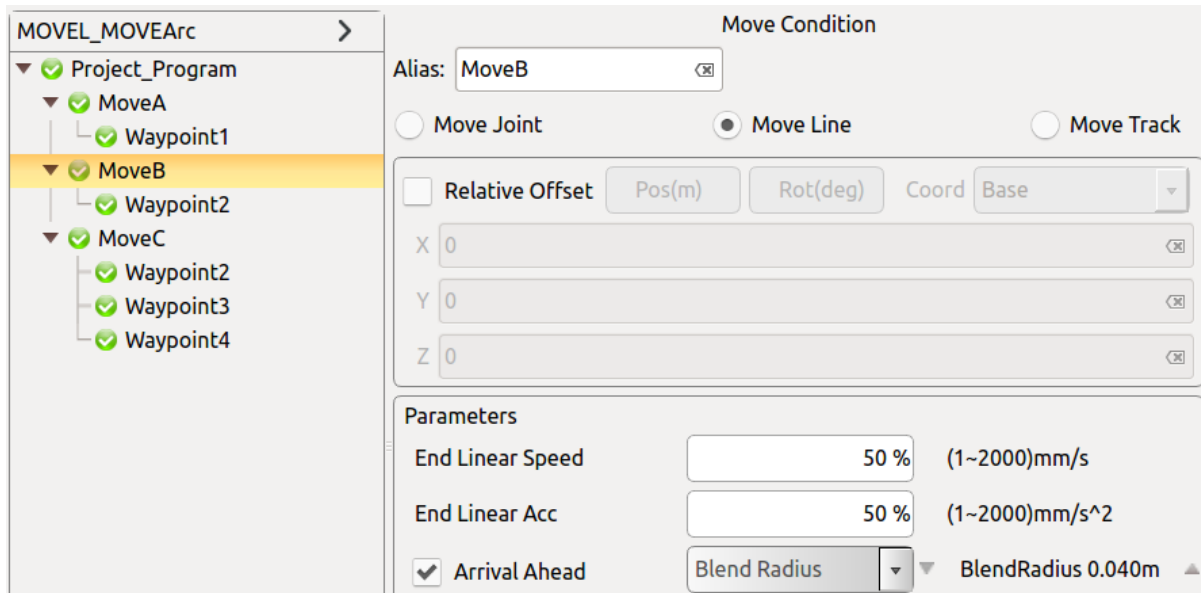 MOVEL_MOVEArc
Project_Program
MoveA
Waypoint1
MoveB
Waypoint2
MoveC
Waypoint2
Waypoint3
Waypoint4
Move Condition
Alias: MoveB
Move Joint Move Line Move Track
Relative Offset Pos(m) Rot(deg) Coord Base
X 0
Y 0
Z 0
Parameters
End Linear Speed 50 % (1~2000)mm/s
End Linear Acc 50 % (1~2000)mm/s^2
Arrival Ahead Blend Radius BlendRadius 0.040m